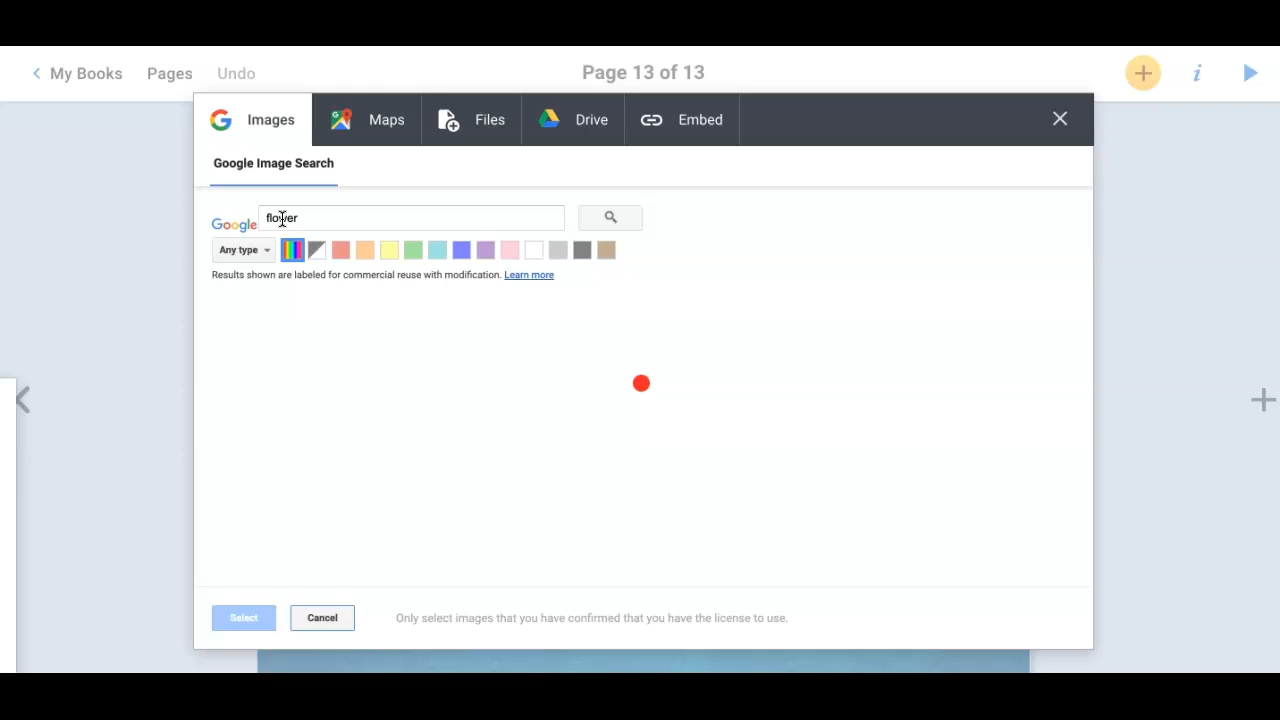 My Books Pages Undo Page 13 of 13 i
Images Maps Files Drive Embed
Google Image Search
Google flower
Any type
Results shown are labeled for commercial reuse with modification. Learn more
Select Cancel Only select images that you have confirmed that you have the license to use.